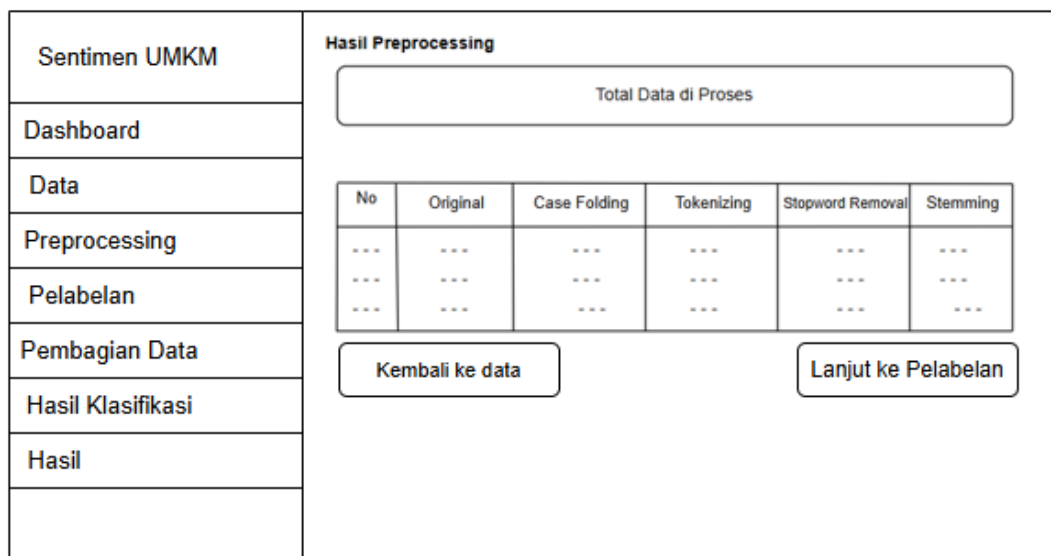 Sentimen UMKM
Dashboard
Data
Preprocessing
Pelabelan
Pembagian Data
Hasil Klasifikasi
Hasil
Hasil Preprocessing
Total Data di Proses
No Original Case Folding Tokenizing Stopword Removal Stemming
--- --- --- --- --- ---
--- --- --- --- --- ---
--- --- --- --- --- ---
Kembali ke data Lanjut ke Pelabelan